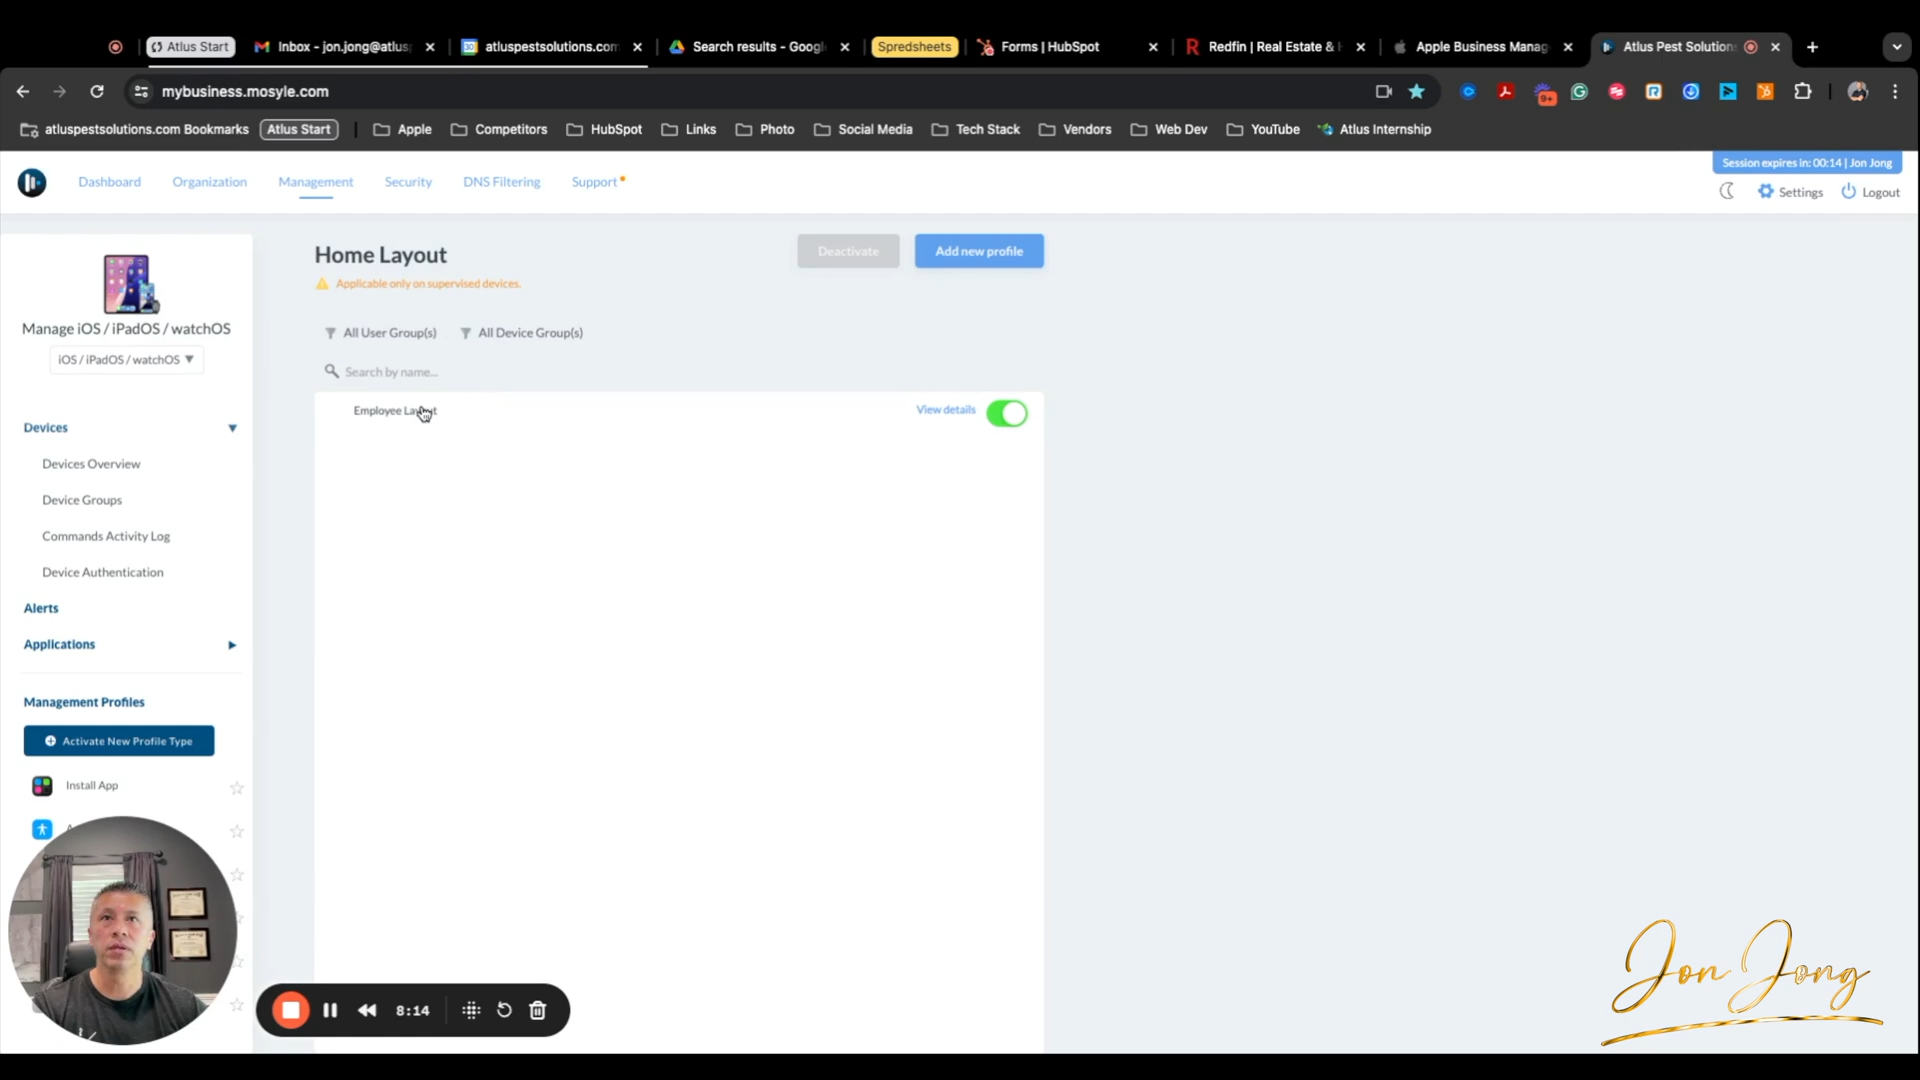 Atlus Start
Inbox - jon.jong@atlus
atluspestsolutions.com
Search results - Googl
Spredsheets
Forms | HubSpot
Redfin | Real Estate &
Apple Business Manag
Atlus Pest Solution
mybusiness.mosyle.com
9+
atluspestsolutions.com Bookmarks
Atlus Start
Apple
Competitors
HubSpot
Links
Photo
Social Media
Tech Stack
Vendors
Web Dev
YouTube
Atlus Internship
Session expires in: 00:14 | Jon Jong
Dashboard
Organization
Management
Security
DNS Filtering
Support
Settings
Logout
Manage iOS / iPadOS / watchOS
iOS / iPadOS / watchOS
Devices
Devices Overview
Device Groups
Commands Activity Log
Device Authentication
Alerts
Applications
Management Profiles
Activate New Profile Type
Install App
Home Layout
Deactivate
Add new profile
Applicable only on supervised devices.
All User Group(s)
All Device Group(s)
Search by name...
Employee Layout
View details
8:14
Jon Jong